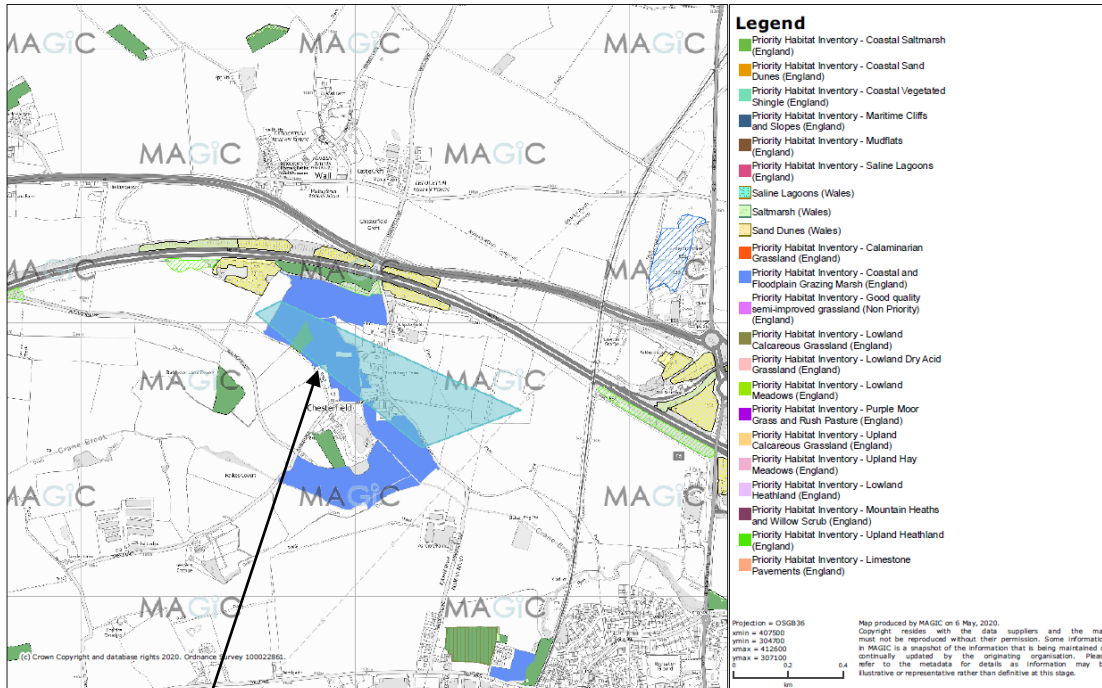 MAGiC MAGiC MAGiC
MAGiC MAGiC
Wall
MAGiC MAGiC MAGiC
MAGiC MAGiC
Chesterfield
Crane Brook
MAGiC MAGiC MAGiC
MAGiC MAGiC
(c) Crown Copyright and database rights 2020. Ordnance Survey 100022861.
Legend
Priority Habitat Inventory - Coastal Saltmarsh
(England)
Priority Habitat Inventory - Coastal Sand
Dunes (England)
Priority Habitat Inventory - Coastal Vegetated
Shingle (England)
Priority Habitat Inventory - Maritime Cliffs
and Slopes (England)
Priority Habitat Inventory - Mudflats
(England)
Priority Habitat Inventory - Saline Lagoons
(England)
Saline Lagoons (Wales)
Saltmarsh (Wales)
Sand Dunes (Wales)
Priority Habitat Inventory - Calaminarian
Grassland (England)
Priority Habitat Inventory - Coastal and
Floodplain Grazing Marsh (England)
Priority Habitat Inventory - Good quality
semi-improved grassland (Non Priority)
(England)
Priority Habitat Inventory - Lowland
Calcareous Grassland (England)
Priority Habitat Inventory - Lowland Dry Acid
Grassland (England)
Priority Habitat Inventory - Lowland
Meadows (England)
Priority Habitat Inventory - Purple Moor
Grass and Rush Pasture (England)
Priority Habitat Inventory - Upland
Calcareous Grassland (England)
Priority Habitat Inventory - Upland Hay
Meadows (England)
Priority Habitat Inventory - Lowland
Heathland (England)
Priority Habitat Inventory - Mountain Heaths
and Willow Scrub (England)
Priority Habitat Inventory - Upland Heathland
(England)
Priority Habitat Inventory - Limestone
Pavements (England)
Projection = OSGB36
xmin = 407500
ymin = 304700
xmax = 412600
ymax = 307100
0 0.2 0.4
km
Map produced by MAGiC on 6 May, 2020.
Copyright resides with the data suppliers and the ma
must not be reproduced without their permission. Some informatio
in MAGiC is a snapshot of the information that is being maintained o
continually updated by the originating organisation. Pleas
refer to the metadata for details as information may b
illustrative or representative rather than definitive at this stage.